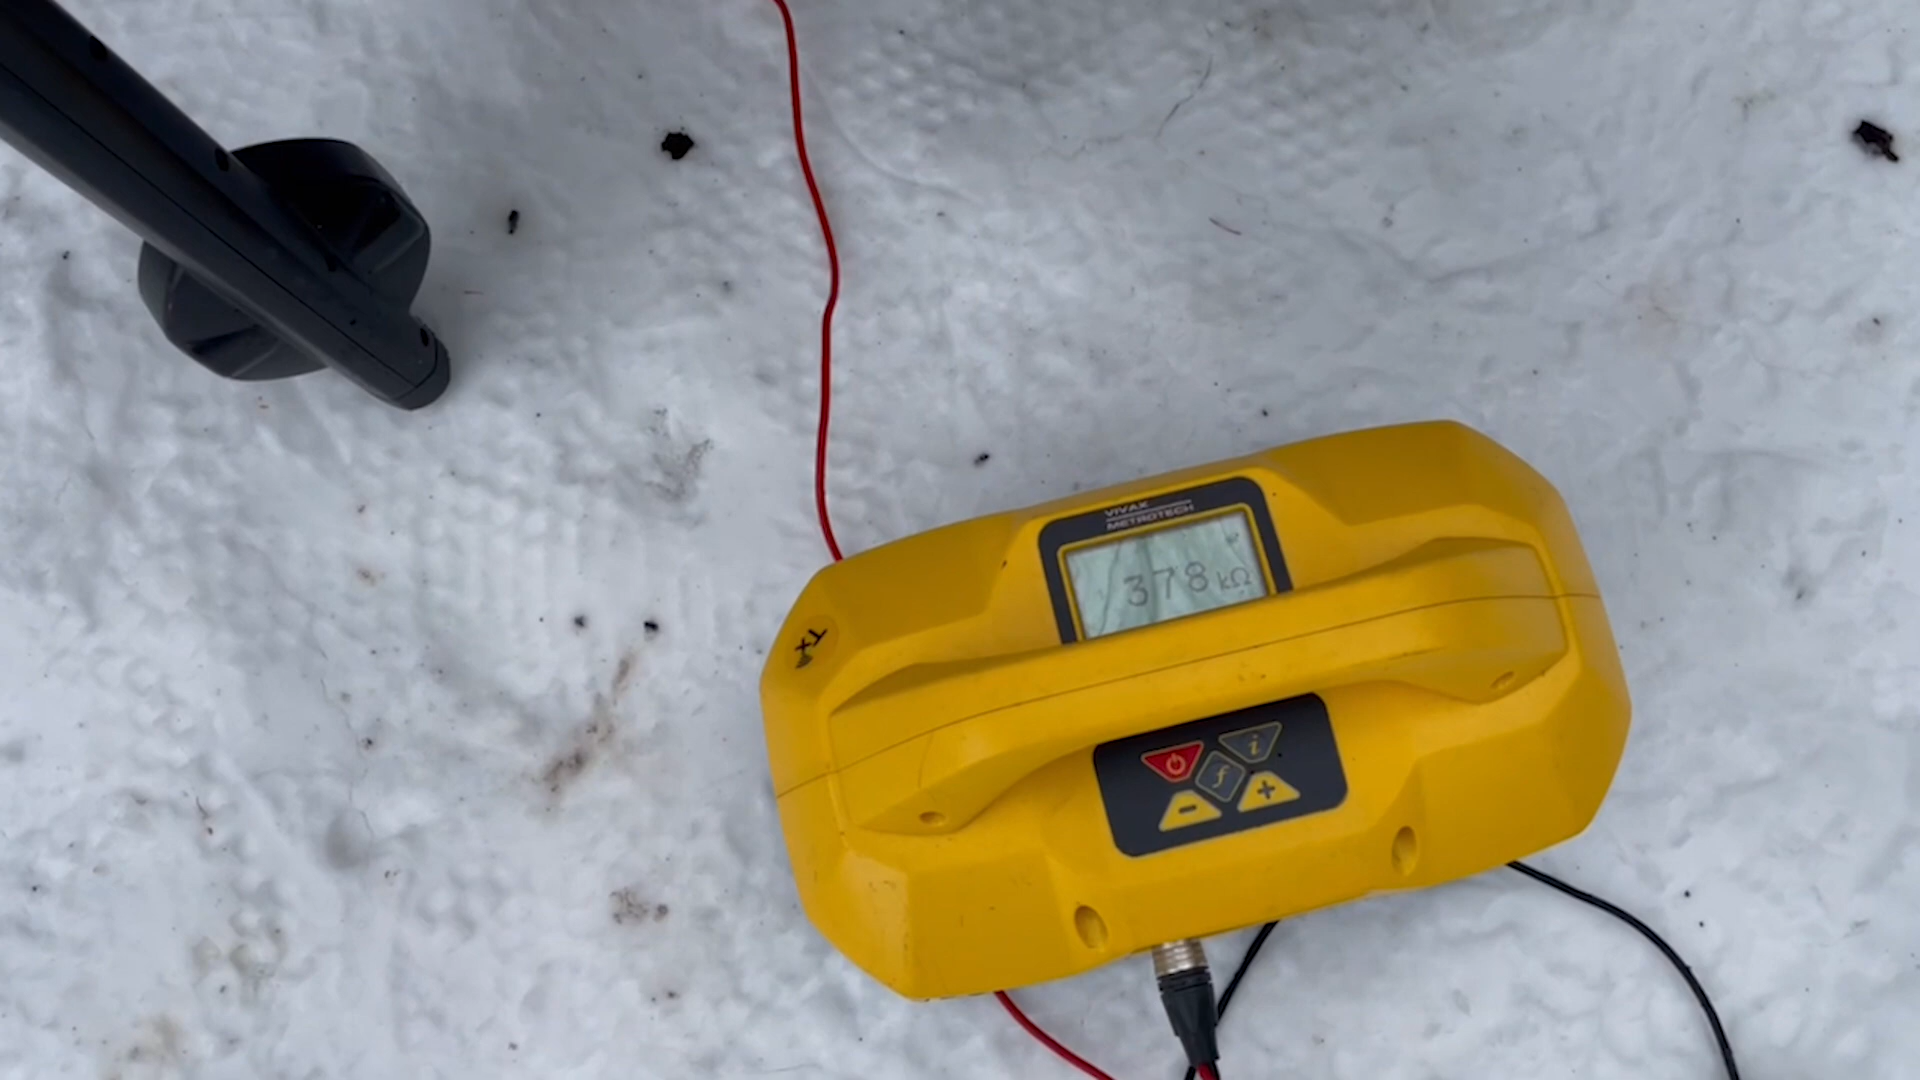 VIVAX
METROTECH
378 kΩ
TX
i
f
- +